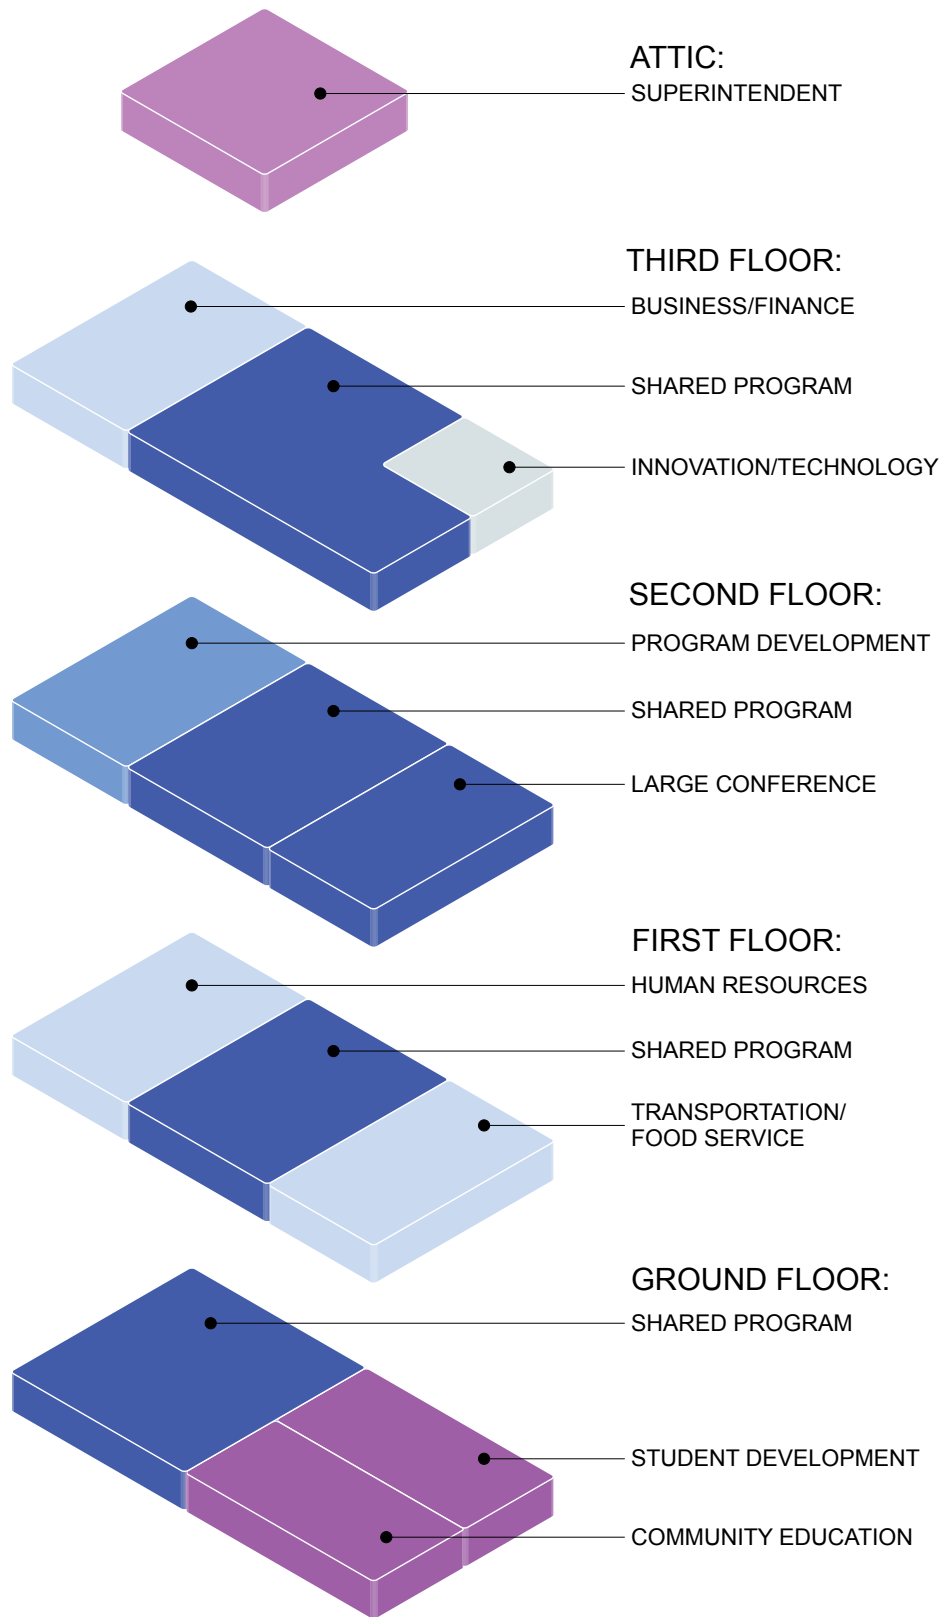 ATTIC:
SUPERINTENDENT
THIRD FLOOR:
BUSINESS/FINANCE
SHARED PROGRAM
INNOVATION/TECHNOLOGY
SECOND FLOOR:
PROGRAM DEVELOPMENT
SHARED PROGRAM
LARGE CONFERENCE
FIRST FLOOR:
HUMAN RESOURCES
SHARED PROGRAM
TRANSPORTATION/
FOOD SERVICE
GROUND FLOOR:
SHARED PROGRAM
STUDENT DEVELOPMENT
COMMUNITY EDUCATION